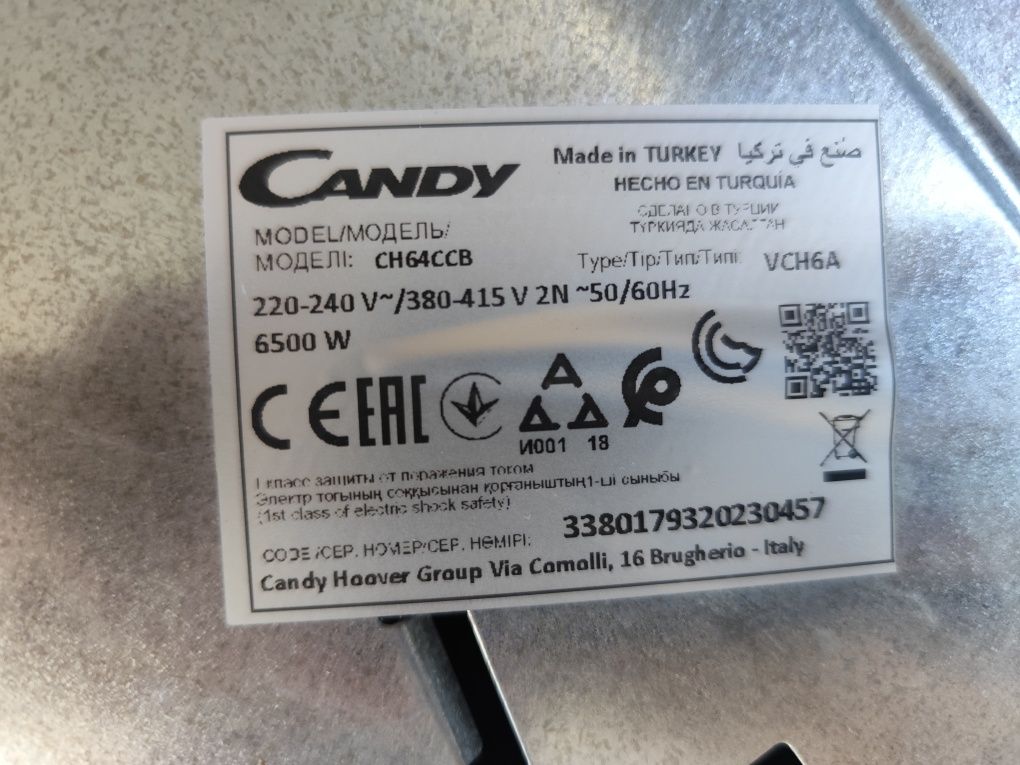 CANDY
Made in TURKEY صنع في تركيا
HECHO EN TURQUÍA
СДЕЛАНО В ТУРЦИИ
ТҮРКИЯДА ЖАСАЛҒАН
MODEL/МОДЕЛЬ/
МОДЕЛІ: CH64CCB
Type/Tip/Тип/Типі: VCH6A
220-240 V~/380-415 V 2N ~50/60Hz
6500 W
CE EAC
И001 18
I класс защиты от поражения током
Электр тогының соққысынан қорғаныштың 1-ші сыныбы
(1st class of electric shock safety)
CODE/СЕР. НОМЕР/СЕР. НӨМІРІ: 3380179320230457
Candy Hoover Group Via Comolli, 16 Brugherio - Italy